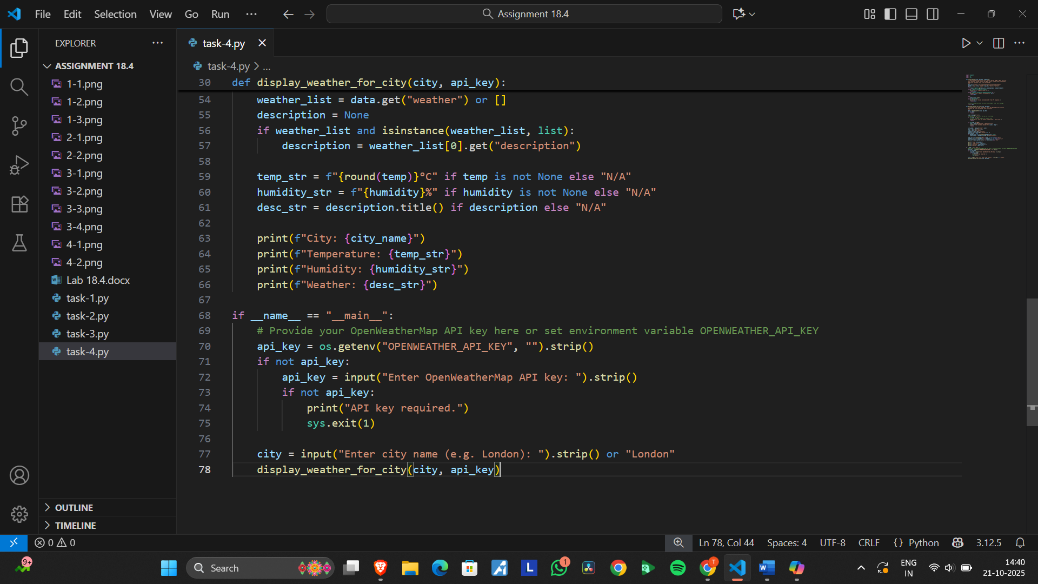 File Edit Selection View Go Run ··· Assignment 18.4
EXPLORER ···
ASSIGNMENT 18.4
1-1.png
1-2.png
1-3.png
2-1.png
2-2.png
3-1.png
3-2.png
3-3.png
3-4.png
4-1.png
4-2.png
Lab 18.4.docx
task-1.py
task-2.py
task-3.py
task-4.py
OUTLINE
TIMELINE
task-4.py
task-4.py > ...
30 def display_weather_for_city(city, api_key):
54 weather_list = data.get("weather") or []
55 description = None
56 if weather_list and isinstance(weather_list, list):
57 description = weather_list[0].get("description")
58
59 temp_str = f"{round(temp)}°C" if temp is not None else "N/A"
60 humidity_str = f"{humidity}%" if humidity is not None else "N/A"
61 desc_str = description.title() if description else "N/A"
62
63 print(f"City: {city_name}")
64 print(f"Temperature: {temp_str}")
65 print(f"Humidity: {humidity_str}")
66 print(f"Weather: {desc_str}")
67
68 if __name__ == "__main__":
69 # Provide your OpenWeatherMap API key here or set environment variable OPENWEATHER_API_KEY
70 api_key = os.getenv("OPENWEATHER_API_KEY", "").strip()
71 if not api_key:
72 api_key = input("Enter OpenWeatherMap API key: ").strip()
73 if not api_key:
74 print("API key required.")
75 sys.exit(1)
76
77 city = input("Enter city name (e.g. London): ").strip() or "London"
78 display_weather_for_city(city, api_key)
0 0 Ln 78, Col 44 Spaces: 4 UTF-8 CRLF {} Python 3.12.5
Search
ENG
IN
14:40
21-10-2025